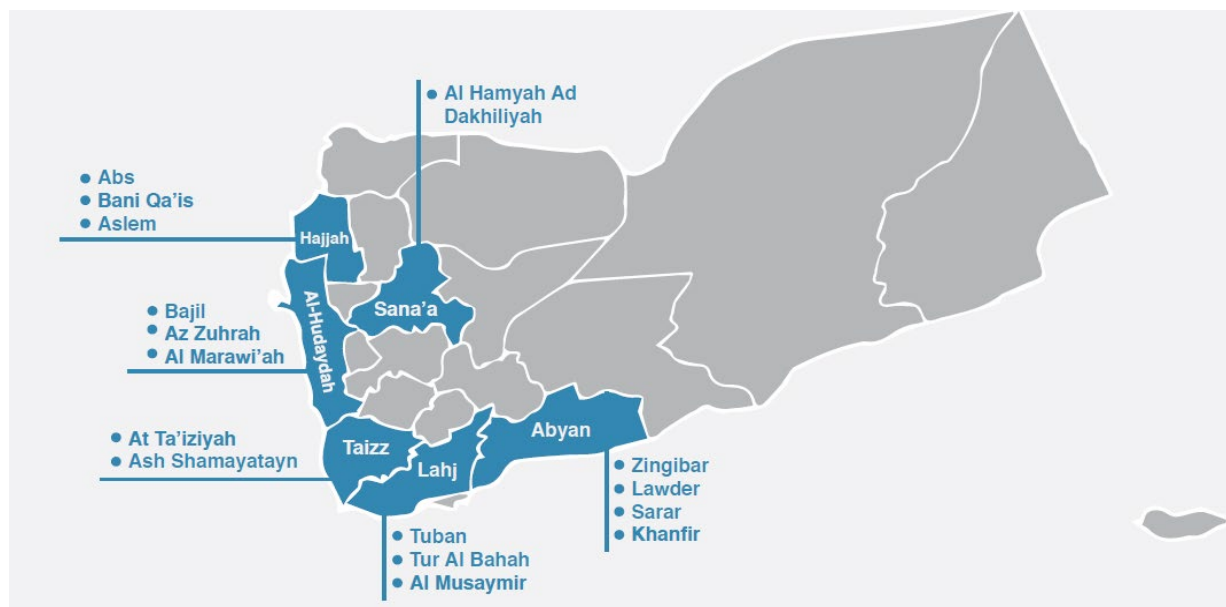 Al Hamyah Ad
Dakhiliyah
Abs
Bani Qa'is
Aslem
Hajjah
Sana'a
Al-Hudaydah
Bajil
Az Zuhrah
Al Marawi'ah
At Ta'iziyah
Ash Shamayatayn
Taizz
Lahj
Abyan
Zingibar
Lawder
Sarar
Khanfir
Tuban
Tur Al Bahah
Al Musaymir